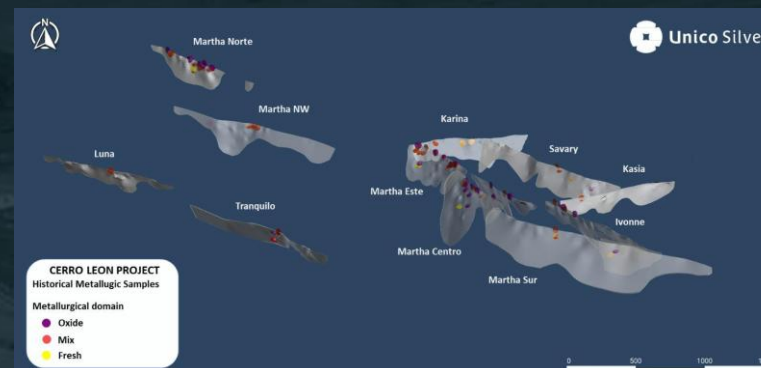 N
Unico Silver
Martha Norte
Martha NW
Karina
Luna
Savary
Kasia
Martha Este
Tranquilo
Ivonne
Martha Centro
Martha Sur
CERRO LEON PROJECT
Historical Metallugic Samples
Metallurgical domain
Oxide
Mix
Fresh
0 500 1000